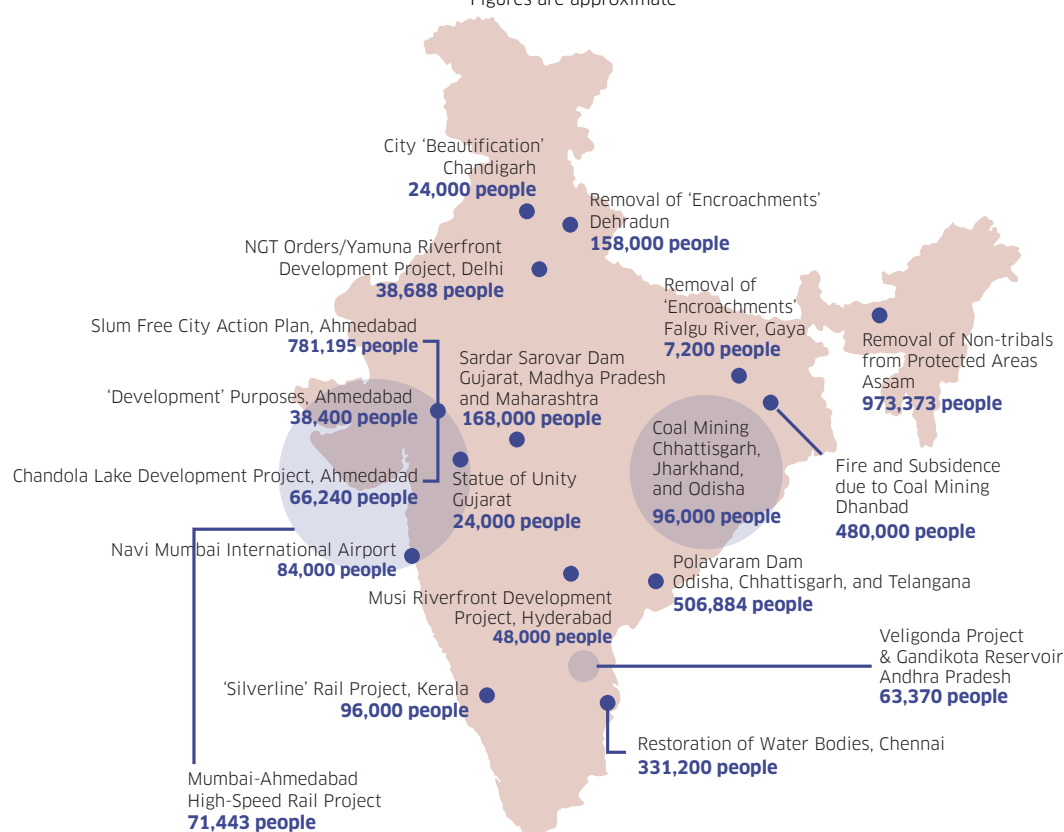 Figures are approximate
City ‘Beautification’
Chandigarh
24,000 people
Removal of ‘Encroachments’
Dehradun
158,000 people
NGT Orders/Yamuna Riverfront
Development Project, Delhi
38,688 people
Removal of
‘Encroachments’
Falgu River, Gaya
7,200 people
Slum Free City Action Plan, Ahmedabad
781,195 people
Removal of Non-tribals
from Protected Areas
Assam
973,373 people
Sardar Sarovar Dam
Gujarat, Madhya Pradesh
and Maharashtra
168,000 people
‘Development’ Purposes, Ahmedabad
38,400 people
Coal Mining
Chhattisgarh,
Jharkhand,
and Odisha
96,000 people
Fire and Subsidence
due to Coal Mining
Dhanbad
480,000 people
Chandola Lake Development Project, Ahmedabad
66,240 people
Statue of Unity
Gujarat
24,000 people
Navi Mumbai International Airport
84,000 people
Polavaram Dam
Odisha, Chhattisgarh, and Telangana
506,884 people
Musi Riverfront Development
Project, Hyderabad
48,000 people
Veligonda Project
& Gandikota Reservoir
Andhra Pradesh
63,370 people
‘Silverline’ Rail Project, Kerala
96,000 people
Restoration of Water Bodies, Chennai
331,200 people
Mumbai-Ahmedabad
High-Speed Rail Project
71,443 people